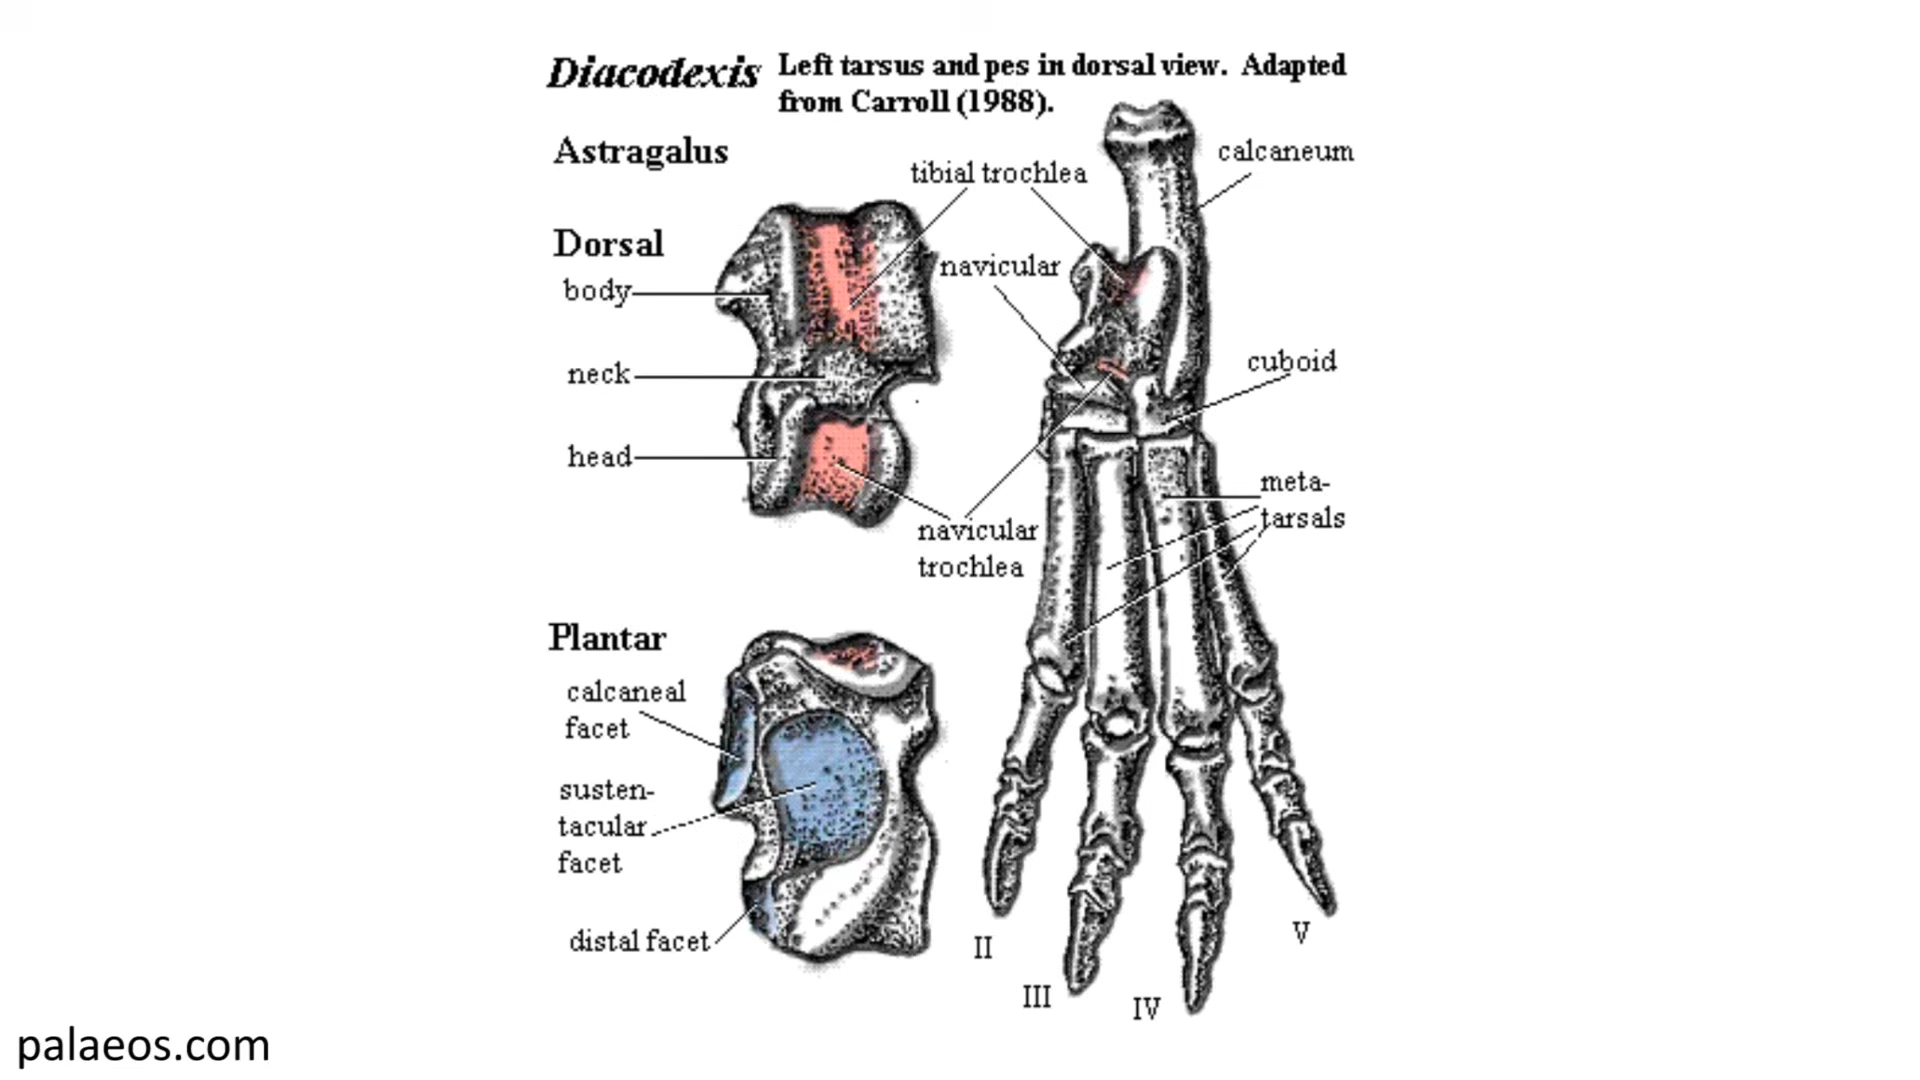 Diacodexis
Left tarsus and pes in dorsal view. Adapted
from Carroll (1988).
Astragalus
calcaneum
tibial trochlea
Dorsal
navicular
body
neck
cuboid
head
meta-
tarsals
navicular
trochlea
Plantar
calcaneal
facet
susten-
tacular
facet
distal facet
II
III
IV
V
palaeos.com